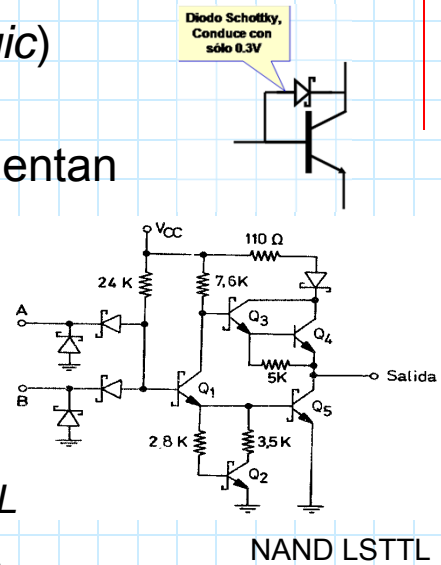 Diodo Schottky,
Conduce con
sólo 0.3V
ic)
entan
VCC
110 Ω
24 K
7,6K
A
Q3
Q4
5K
Salida
B
Q1
Q5
2,8 K
3,5K
Q2
L
NAND LSTTL